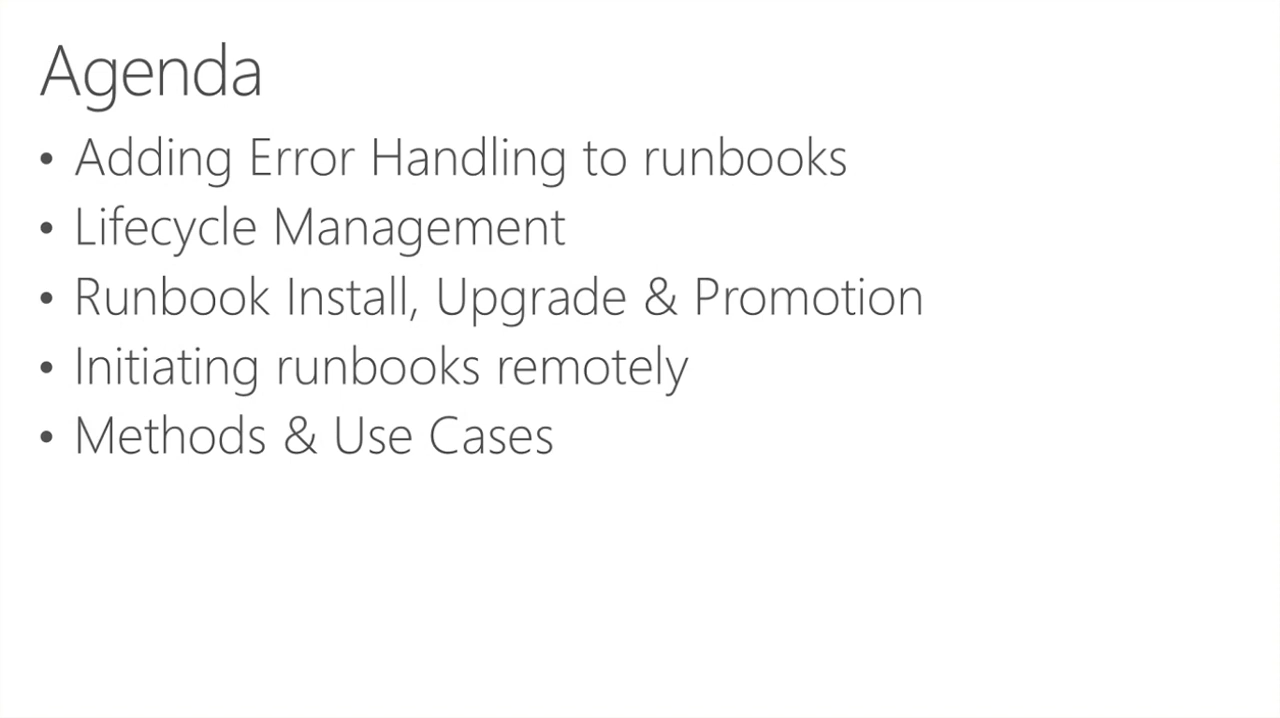 Agenda
• Adding Error Handling to runbooks
• Lifecycle Management
• Runbook Install, Upgrade & Promotion
• Initiating runbooks remotely
• Methods & Use Cases